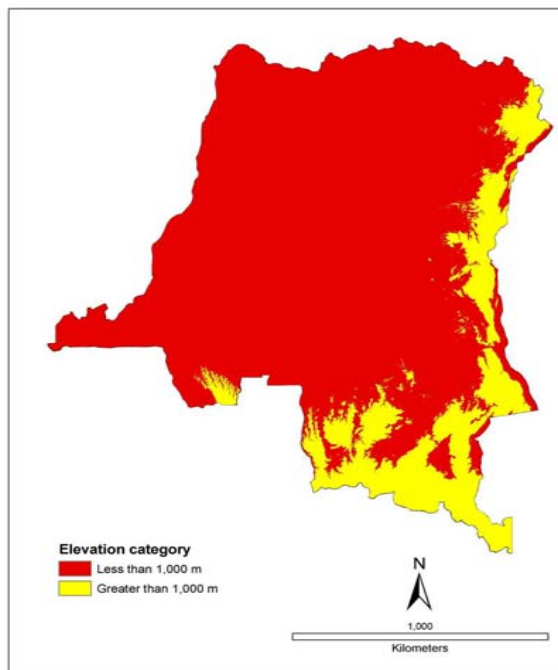 Elevation category
Less than 1,000 m
Greater than 1,000 m
N
1,000
Kilometers